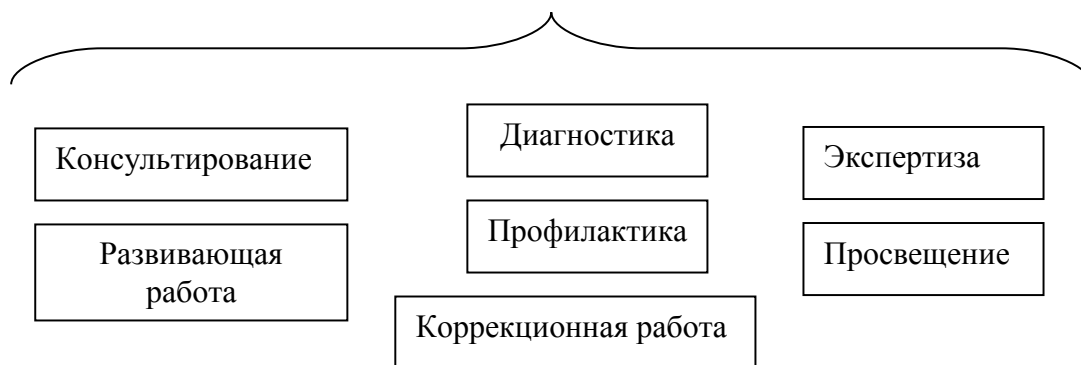 Консультирование
Развивающая
работа
Диагностика
Профилактика
Коррекционная работа
Экспертиза
Просвещение